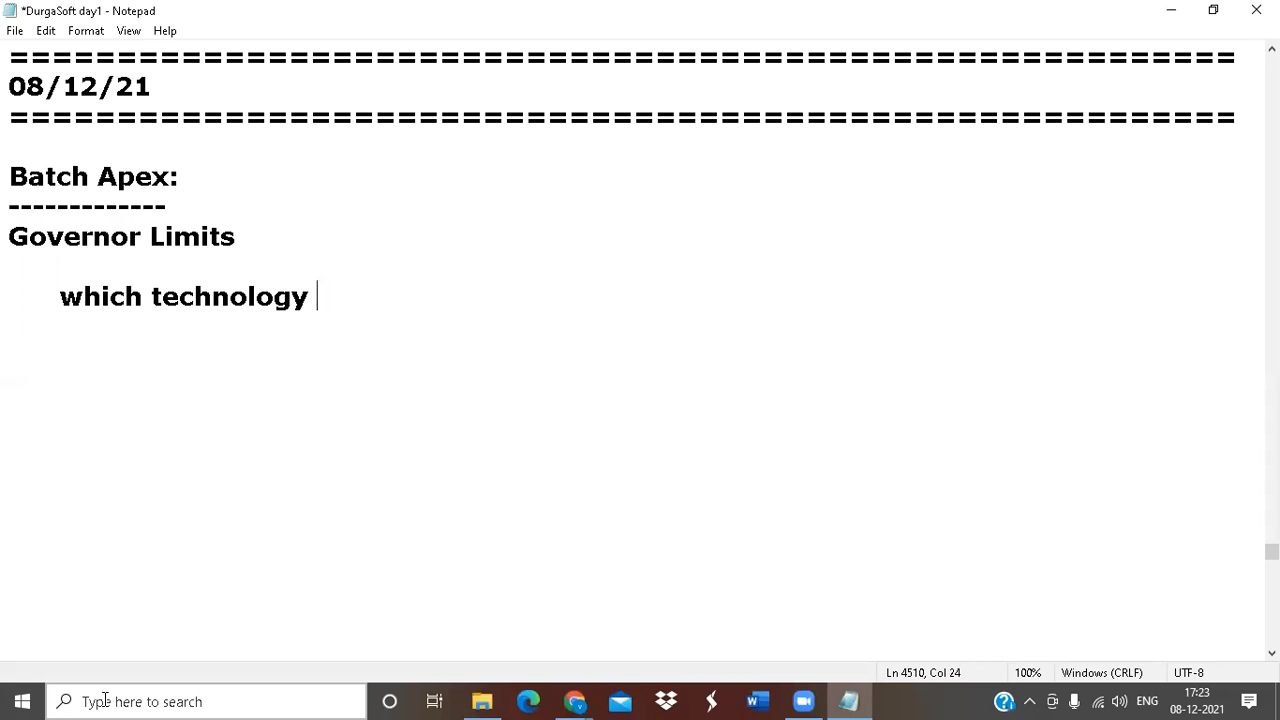 *DurgaSoft day1 - Notepad
File Edit Format View Help
=========================================================
08/12/21
=========================================================
Batch Apex:
-------------
Governor Limits
which technology
Ln 4510, Col 24 100% Windows (CRLF) UTF-8
Type here to search
ENG
17:23
08-12-2021